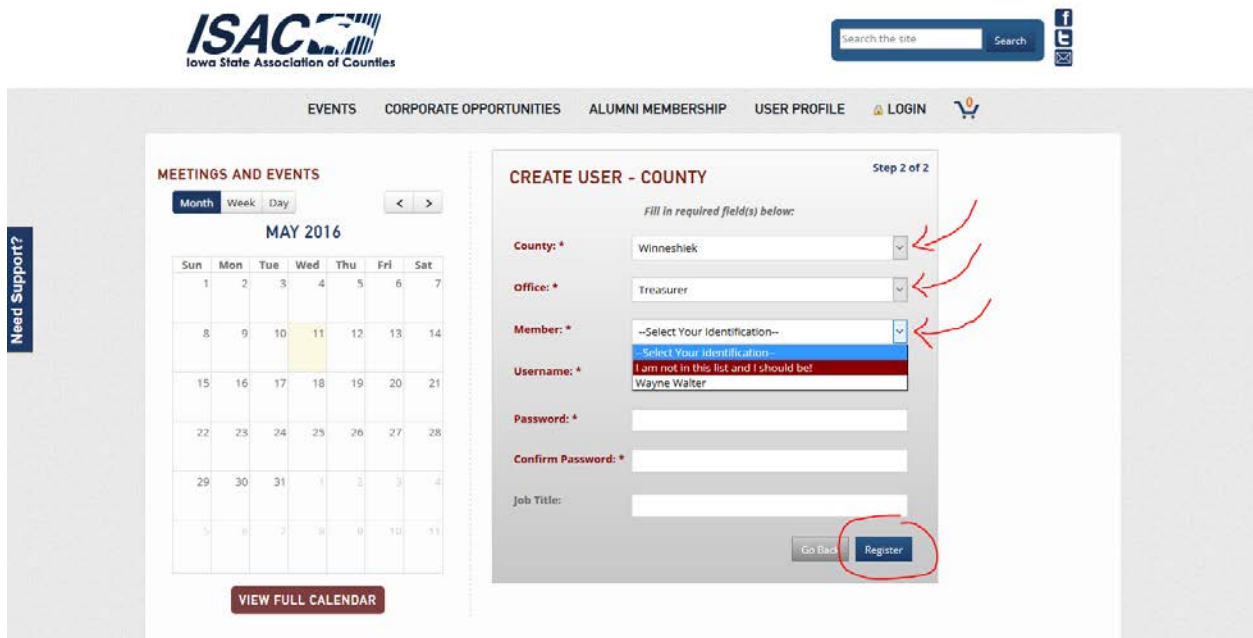 ISAC
Iowa State Association of Counties
Search the site
Search
EVENTS CORPORATE OPPORTUNITIES ALUMNI MEMBERSHIP USER PROFILE LOGIN 0
Need Support?
MEETINGS AND EVENTS
Month Week Day < >
MAY 2016
Sun Mon Tue Wed Thu Fri Sat
1 2 3 4 5 6 7
8 9 10 11 12 13 14
15 16 17 18 19 20 21
22 23 24 25 26 27 28
29 30 31 1 2 3 4
5 6 7 8 9 10 11
VIEW FULL CALENDAR
CREATE USER - COUNTY
Step 2 of 2
Fill in required field(s) below:
County: * Winneshiek
Office: * Treasurer
Member: * --Select Your Identification--
--Select Your Identification--
I am not in this list and I should be!
Wayne Walter
Username: *
Password: *
Confirm Password: *
Job Title:
Go Back Register